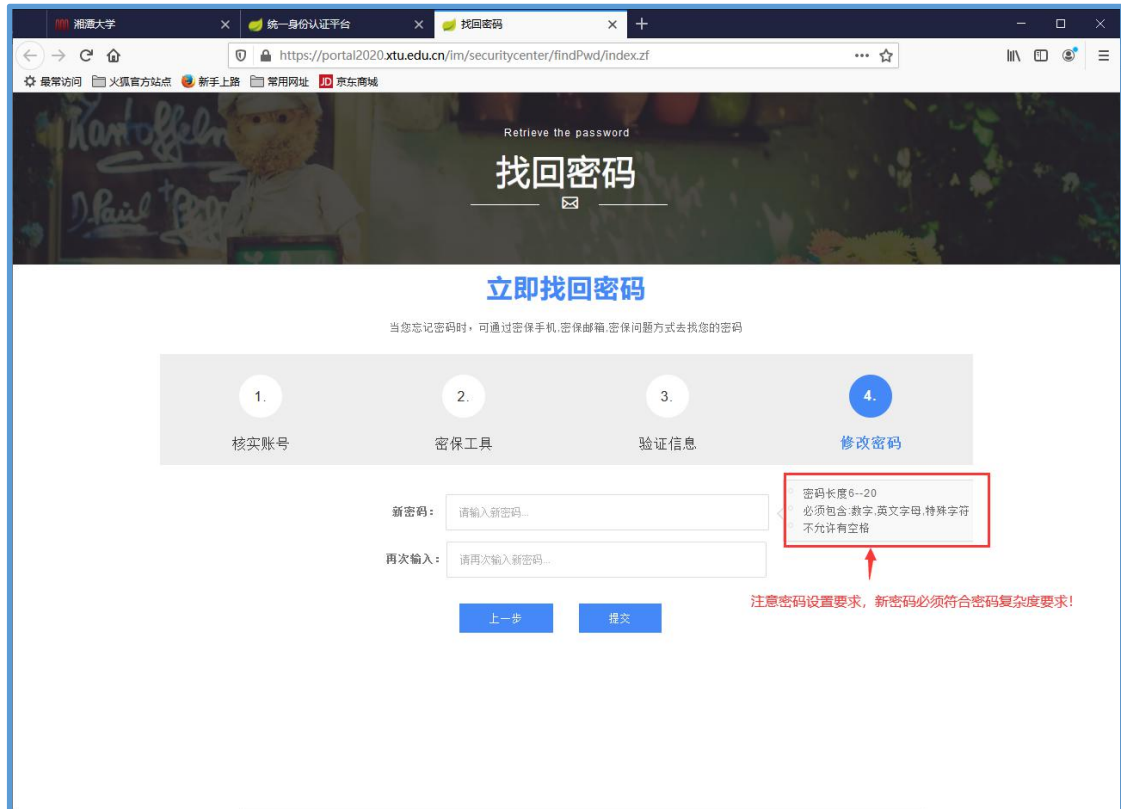 湘潭大学
统一身份认证平台
找回密码
https://portal2020.xtu.edu.cn/im/securitycenter/findPwd/index.zf
最常访问 火狐官方站点 新手上路 常用网址 JD 京东商城
Kartoffeln
Retrieve the password
找回密码
立即找回密码
当您忘记密码时，可通过密保手机.密保邮箱.密保问题方式去找您的密码
1.
2.
3.
4.
核实账号
密保工具
验证信息
修改密码
密码长度6--20
必须包含:数字,英文字母,特殊字符
不允许有空格
新密码：
请输入新密码...
再次输入：
请再次输入新密码...
注意密码设置要求，新密码必须符合密码复杂度要求！
上一步
提交